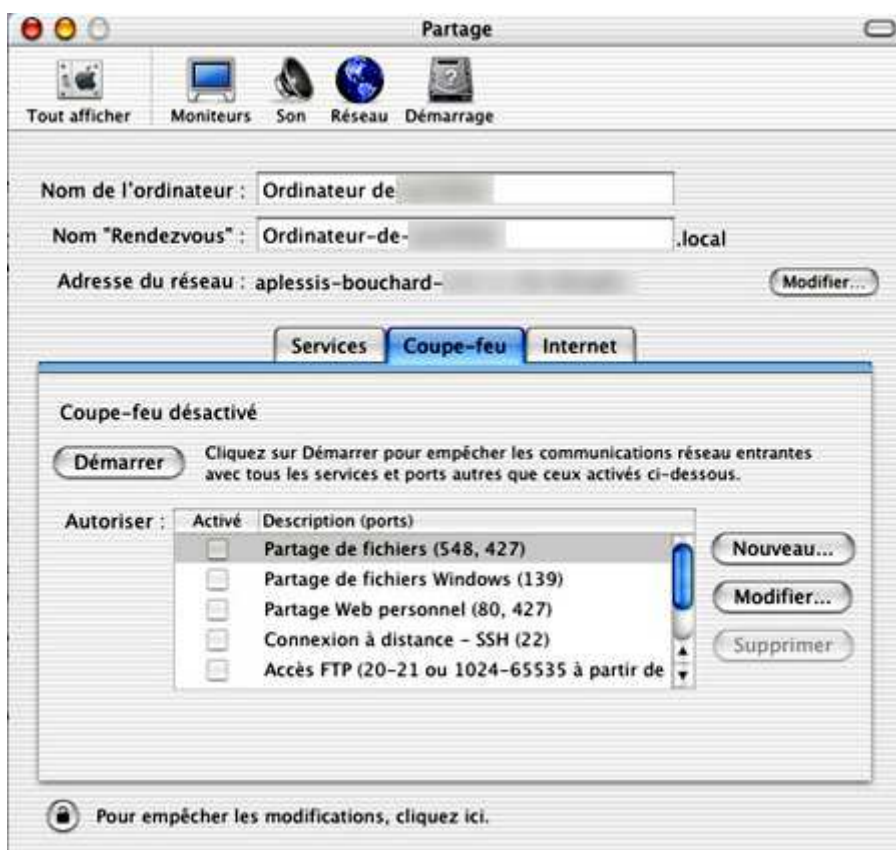 Partage
Tout afficher Moniteurs Son Réseau Démarrage
Nom de l'ordinateur : Ordinateur de
Nom "Rendezvous" : Ordinateur-de- .local
Adresse du réseau : aplessis-bouchard- Modifier...
Services Coupe-feu Internet
Coupe-feu désactivé
Démarrer Cliquez sur Démarrer pour empêcher les communications réseau entrantes
avec tous les services et ports autres que ceux activés ci-dessous.
Autoriser : Activé Description (ports)
Partage de fichiers (548, 427) Nouveau...
Partage de fichiers Windows (139)
Partage Web personnel (80, 427) Modifier...
Connexion à distance - SSH (22) Supprimer
Accès FTP (20-21 ou 1024-65535 à partir de
Pour empêcher les modifications, cliquez ici.